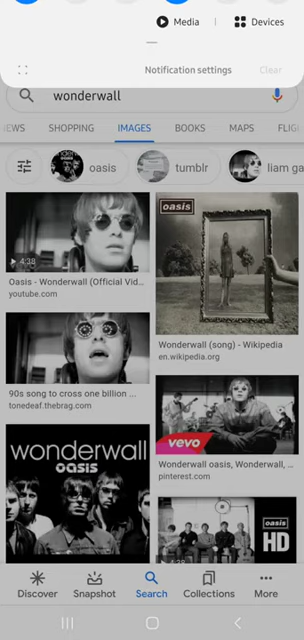 Media
Devices
Notification settings
Clear
wonderwall
EWS
SHOPPING
IMAGES
BOOKS
MAPS
FLIG
oasis
tumblr
liam ga
4:38
Oasis - Wonderwall (Official Vid...
youtube.com
oasis
Wonderwall (song) - Wikipedia
en.wikipedia.org
90s song to cross one billion ...
tonedeaf.thebrag.com
vevo
Wonderwall oasis, Wonderwall, ...
pinterest.com
wonderwall
oasis
oasis
HD
4:38
Discover
Snapshot
Search
Collections
More